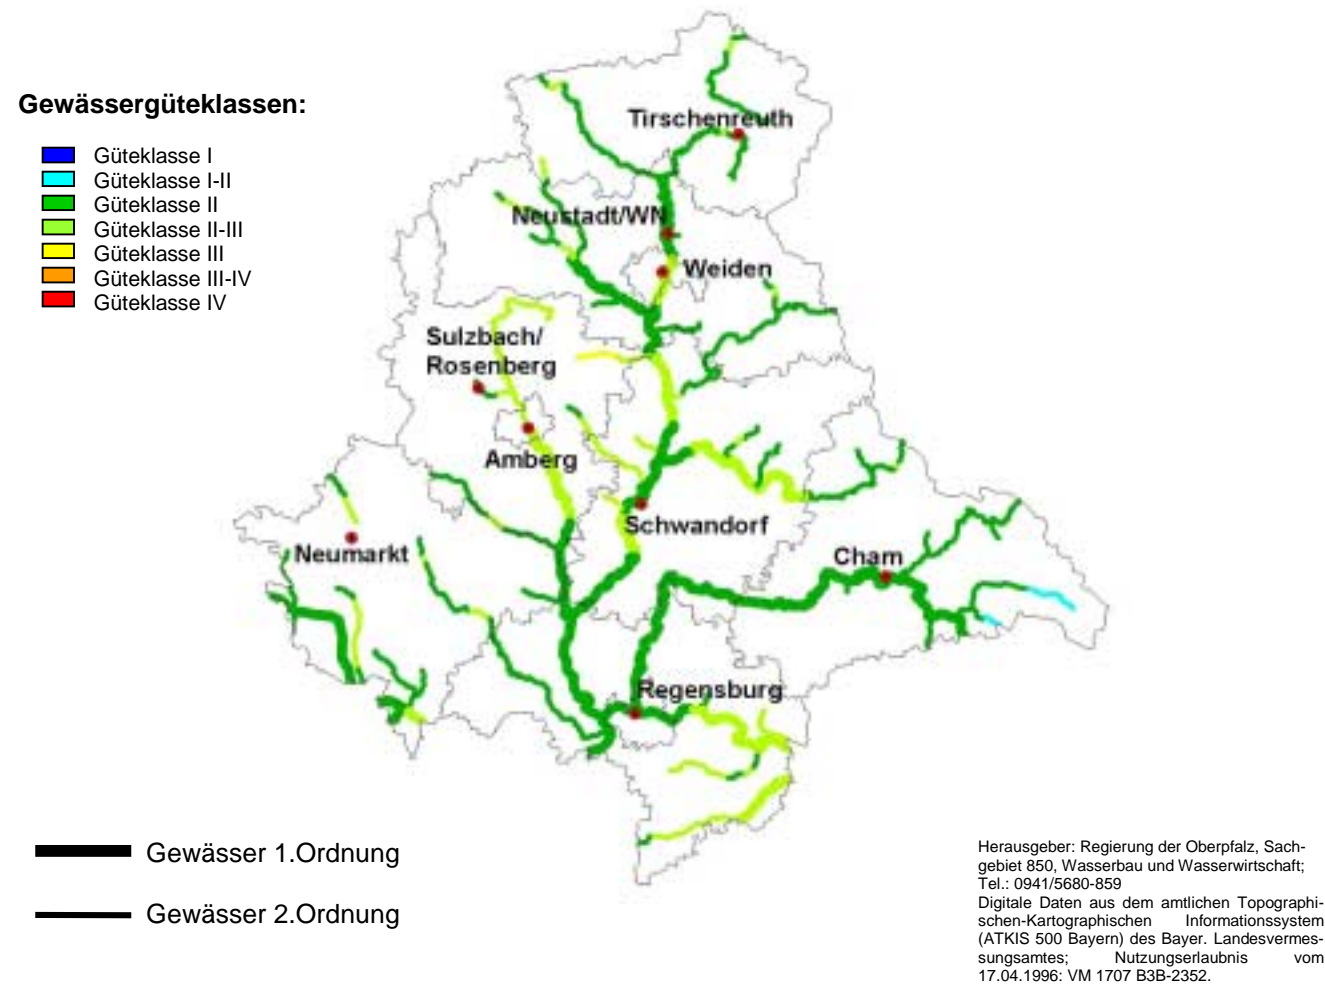 Gewässergüteklassen:
Güteklasse I
Güteklasse I-II
Güteklasse II
Güteklasse II-III
Güteklasse III
Güteklasse III-IV
Güteklasse IV
Tirschenreuth
Neustadt/WN
Weiden
Sulzbach/
Rosenberg
Amberg
Schwandorf
Neumarkt
Cham
Regensburg
Gewässer 1.Ordnung
Gewässer 2.Ordnung
Herausgeber: Regierung der Oberpfalz, Sach-
gebiet 850, Wasserbau und Wasserwirtschaft;
Tel.: 0941/5680-859
Digitale Daten aus dem amtlichen Topographi-
schen-Kartographischen Informationssystem
(ATKIS 500 Bayern) des Bayer. Landesvermes-
sungsamtes; Nutzungserlaubnis vom
17.04.1996: VM 1707 B3B-2352.